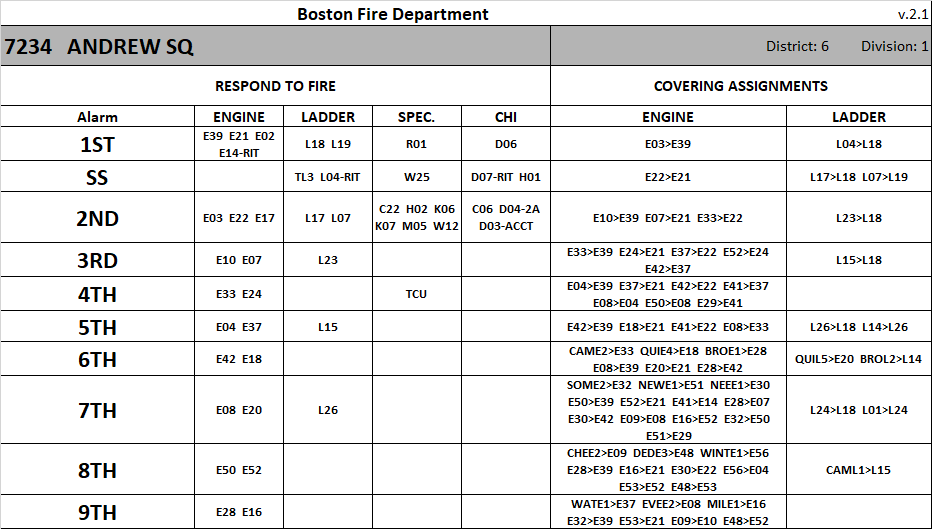 Boston Fire Department v.2.1
7234 ANDREW SQ District: 6 Division: 1
RESPOND TO FIRE COVERING ASSIGNMENTS
Alarm ENGINE LADDER SPEC. CHI ENGINE LADDER
1ST
E39 E21 E02
E14-RIT
L18 L19
R01
D06
E03>E39
L04>L18
SS
TL3 L04-RIT
W25
D07-RIT H01
E22>E21
L17>L18 L07>L19
2ND
E03 E22 E17
L17 L07
C22 H02 K06
K07 M05 W12
C06 D04-2A
D03-ACCT
E10>E39 E07>E21 E33>E22
L23>L18
3RD
E10 E07
L23
E33>E39 E24>E21 E37>E22 E52>E24
E42>E37
L15>L18
4TH
E33 E24
TCU
E04>E39 E37>E21 E42>E22 E41>E37
E08>E04 E50>E08 E29>E41
5TH
E04 E37
L15
E42>E39 E18>E21 E41>E22 E08>E33
L26>L18 L14>L26
6TH
E42 E18
CAME2>E33 QUIE4>E18 BROE1>E28
E08>E39 E20>E21 E28>E42
QUIL5>E20 BROL2>L14
7TH
E08 E20
L26
SOME2>E32 NEWE1>E51 NEEE1>E30
E50>E39 E52>E21 E41>E14 E28>E07
E30>E42 E09>E08 E16>E52 E32>E50
E51>E29
L24>L18 L01>L24
8TH
E50 E52
CHEE2>E09 DEDE3>E48 WINTE1>E56
E28>E39 E16>E21 E30>E22 E56>E04
E53>E52 E48>E53
CAML1>L15
9TH
E28 E16
WATE1>E37 EVEE2>E08 MILE1>E16
E32>E39 E53>E21 E09>E10 E48>E52